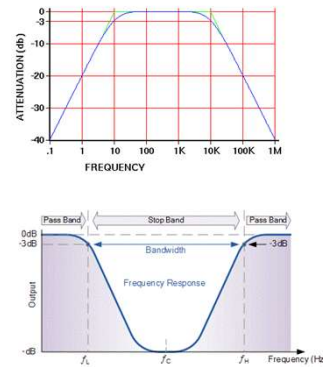 ATTENUATION (db)
0
-3
-10
-20
-30
-40
.1 1 10 100 1K 10K 100K 1M
FREQUENCY
Pass Band Stop Band Pass Band
0dB
-3dB
Bandwidth
-3dB
Frequency Response
Output
-dB
fL fC fH Frequency (Hz